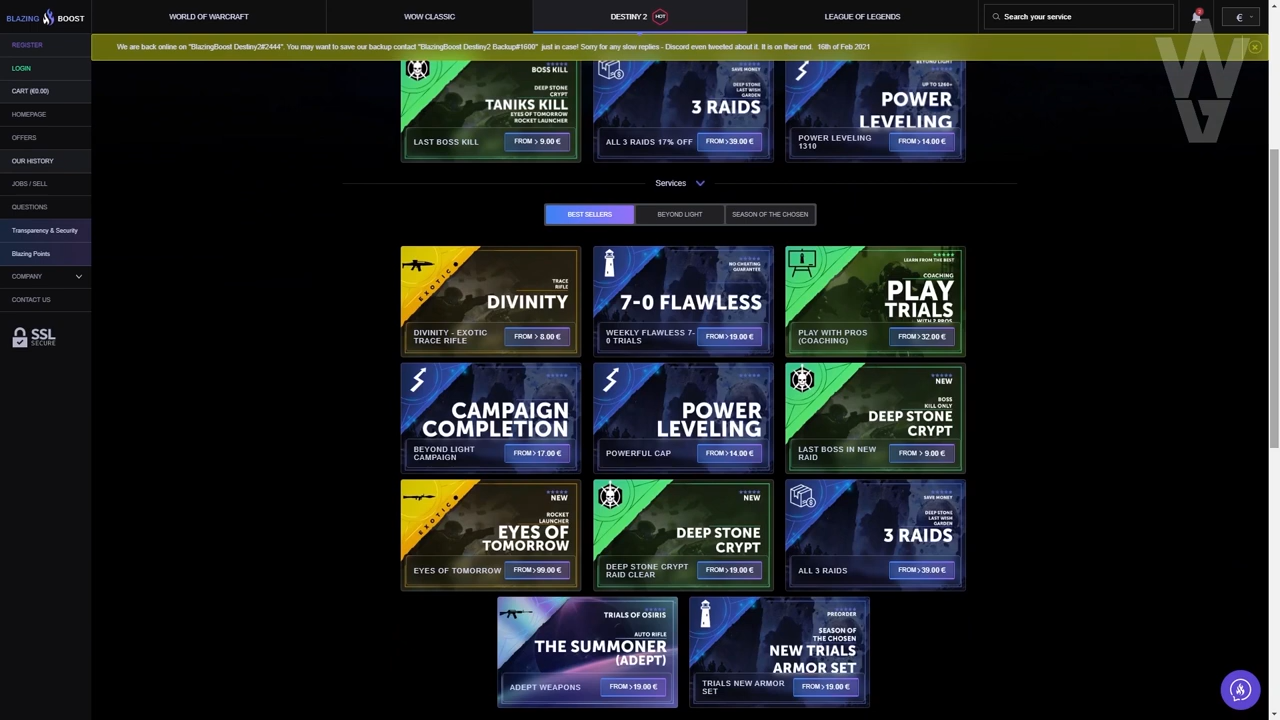 BLAZING BOOST
WORLD OF WARCRAFT
WOW CLASSIC
DESTINY 2 HOT
LEAGUE OF LEGENDS
Search your service
€
We are back online on "BlazingBoost Destiny2#2444". You may want to save our backup contact "BlazingBoost Destiny2 Backup#1600" just in case! Sorry for any slow replies - Discord even tweeted about it. It is on their end. 16th of Feb 2021
REGISTER
LOGIN
CART (€0.00)
HOMEPAGE
OFFERS
OUR HISTORY
JOBS / SELL
QUESTIONS
Transparency & Security
Blazing Points
COMPANY
CONTACT US
SSL
SECURE
WG
BOSS KILL
DEEP STONE
CRYPT
TANIKS KILL
EYES OF TOMORROW
ROCKET LAUNCHER
LAST BOSS KILL
FROM > 9.00 €
SAVE MONEY
DEEP STONE
LAST WISH
GARDEN
3 RAIDS
ALL 3 RAIDS 17% OFF
FROM >39.00 €
BEYOND LIGHT
UP TO 1260+
POWER
LEVELING
POWER LEVELING
1310
FROM >14.00 €
Services
BEST SELLERS
BEYOND LIGHT
SEASON OF THE CHOSEN
EXOTIC
TRACE
RIFLE
DIVINITY
DIVINITY - EXOTIC
TRACE RIFLE
FROM > 8.00 €
NO CHEATING
GUARANTEE
7-0 FLAWLESS
WEEKLY FLAWLESS 7-
0 TRIALS
FROM >19.00 €
LEARN FROM THE BEST
COACHING
PLAY
TRIALS
WITH 2 PROS
PLAY WITH PROS
(COACHING)
FROM >32.00 €
CAMPAIGN
COMPLETION
BEYOND LIGHT
CAMPAIGN
FROM >17.00 €
POWER
LEVELING
POWERFUL CAP
FROM >14.00 €
NEW
BOSS
KILL ONLY
DEEP STONE
CRYPT
LAST BOSS IN NEW
RAID
FROM > 9.00 €
EXOTIC
NEW
ROCKET
LAUNCHER
EYES OF
TOMORROW
EYES OF TOMORROW
FROM >99.00 €
NEW
DEEP STONE
CRYPT
DEEP STONE CRYPT
RAID CLEAR
FROM >19.00 €
SAVE MONEY
DEEP STONE
LAST WISH
GARDEN
3 RAIDS
ALL 3 RAIDS
FROM >39.00 €
TRIALS OF OSIRIS
AUTO RIFLE
THE SUMMONER
(ADEPT)
ADEPT WEAPONS
FROM >19.00 €
PREORDER
SEASON OF
THE CHOSEN
NEW TRIALS
ARMOR SET
TRIALS NEW ARMOR
SET
FROM >19.00 €